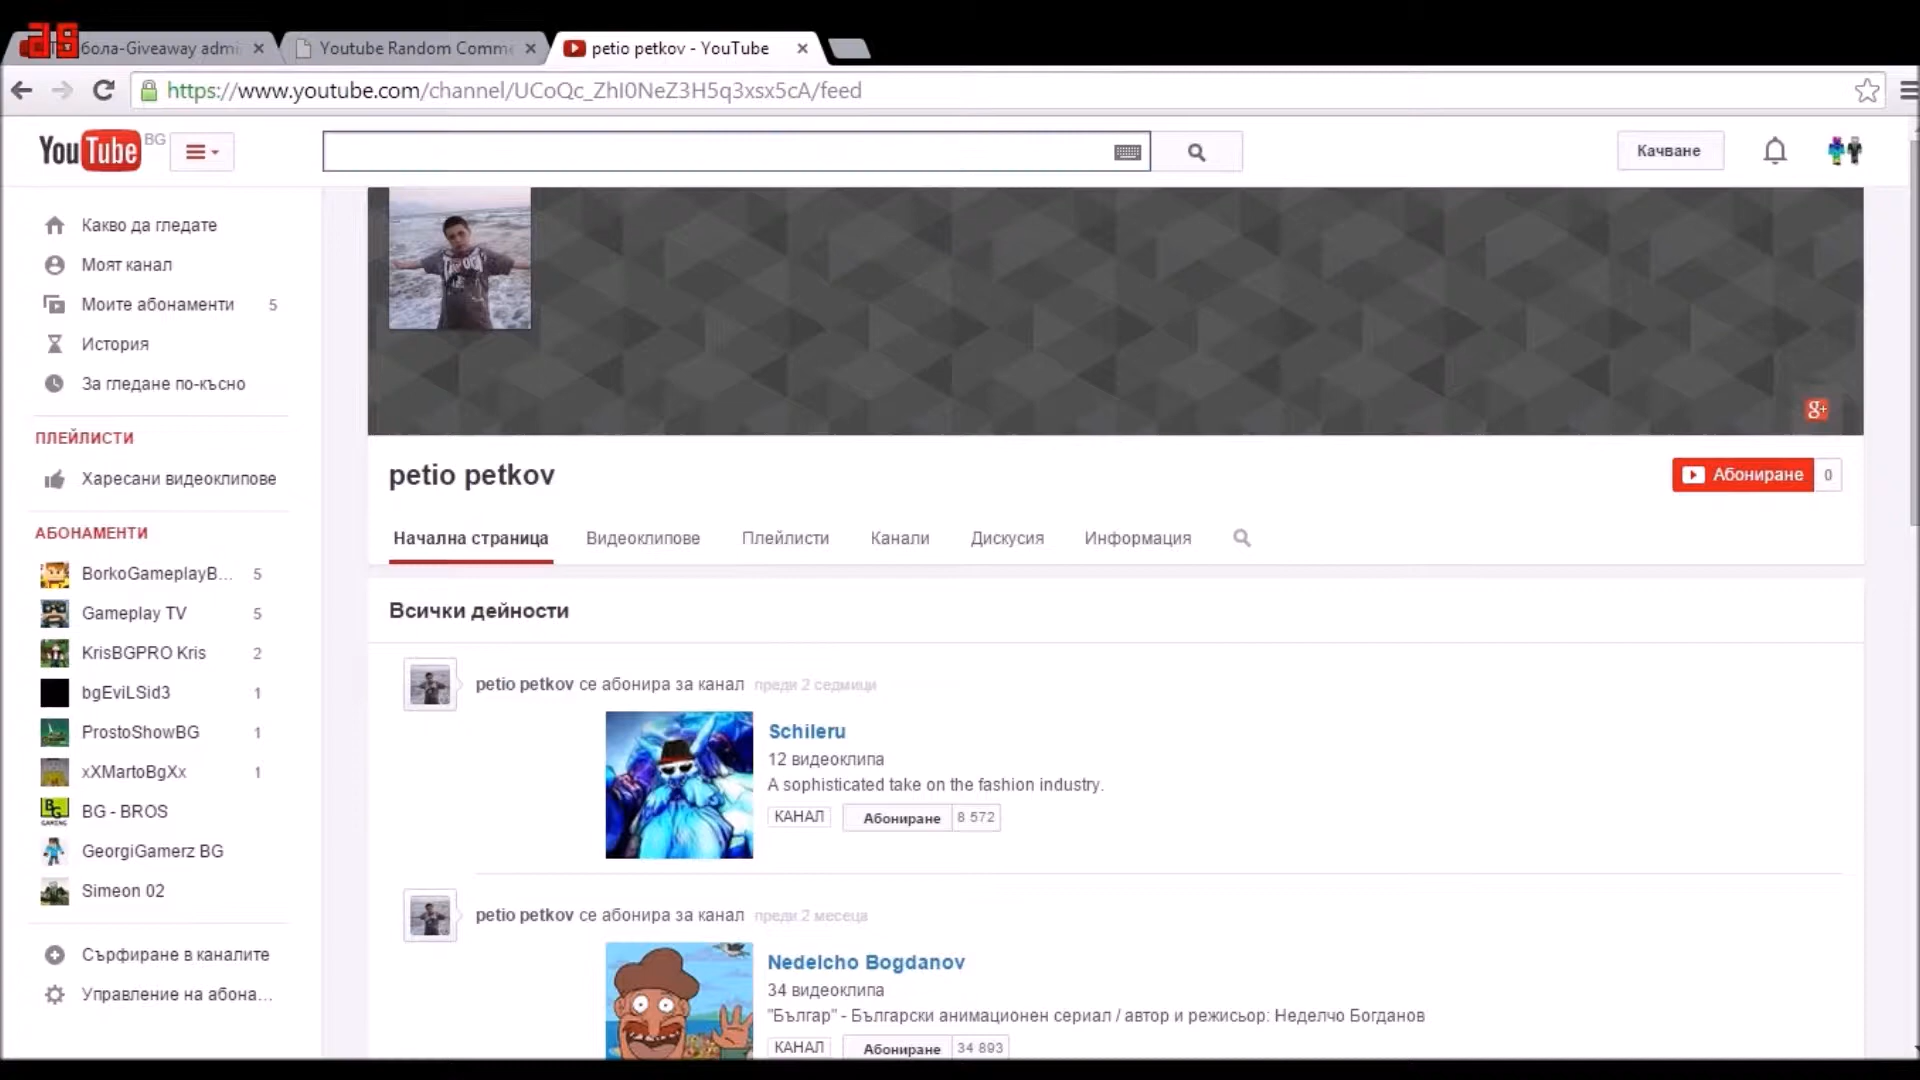 бола-Giveaway admi
Youtube Random Comme
petio petkov - YouTube
https://www.youtube.com/channel/UCoQc_ZhI0NeZ3H5q3xsx5cA/feed
YouTube BG
Качване
Какво да гледате
Моят канал
Моите абонаменти 5
История
За гледане по-късно
ПЛЕЙЛИСТИ
Харесани видеоклипове
АБОНАМЕНТИ
BorkoGameplayB... 5
Gameplay TV 5
KrisBGPRO Kris 2
bgEviLSid3 1
ProstoShowBG 1
xXMartoBgXx 1
BG - BROS
GeorgiGamerz BG
Simeon 02
Сърфиране в каналите
Управление на абона...
g+
petio petkov
Абониране 0
Начална страница Видеоклипове Плейлисти Канали Дискусия Информация
Всички дейности
petio petkov се абонира за канал преди 2 седмици
Schileru
12 видеоклипа
A sophisticated take on the fashion industry.
КАНАЛ Абониране 8 572
petio petkov се абонира за канал преди 2 месеца
Nedelcho Bogdanov
34 видеоклипа
"Българ" - Български анимационен сериал / автор и режисьор: Неделчо Богданов
КАНАЛ Абониране 34 893